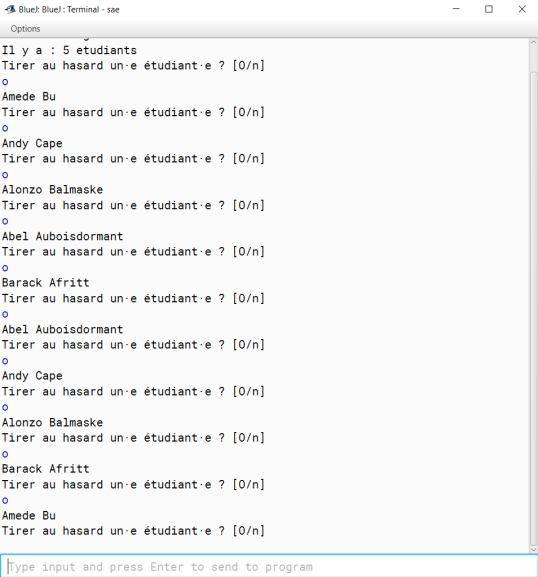 BlueJ: BlueJ : Terminal - sae
Options
Il y a : 5 etudiants
Tirer au hasard un·e étudiant·e ? [O/n]
o
Amede Bu
Tirer au hasard un·e étudiant·e ? [O/n]
o
Andy Cape
Tirer au hasard un·e étudiant·e ? [O/n]
o
Alonzo Balmaske
Tirer au hasard un·e étudiant·e ? [O/n]
o
Abel Auboisdormant
Tirer au hasard un·e étudiant·e ? [O/n]
o
Barack Afritt
Tirer au hasard un·e étudiant·e ? [O/n]
o
Abel Auboisdormant
Tirer au hasard un·e étudiant·e ? [O/n]
o
Andy Cape
Tirer au hasard un·e étudiant·e ? [O/n]
o
Alonzo Balmaske
Tirer au hasard un·e étudiant·e ? [O/n]
o
Barack Afritt
Tirer au hasard un·e étudiant·e ? [O/n]
o
Amede Bu
Tirer au hasard un·e étudiant·e ? [O/n]
Type input and press Enter to send to program